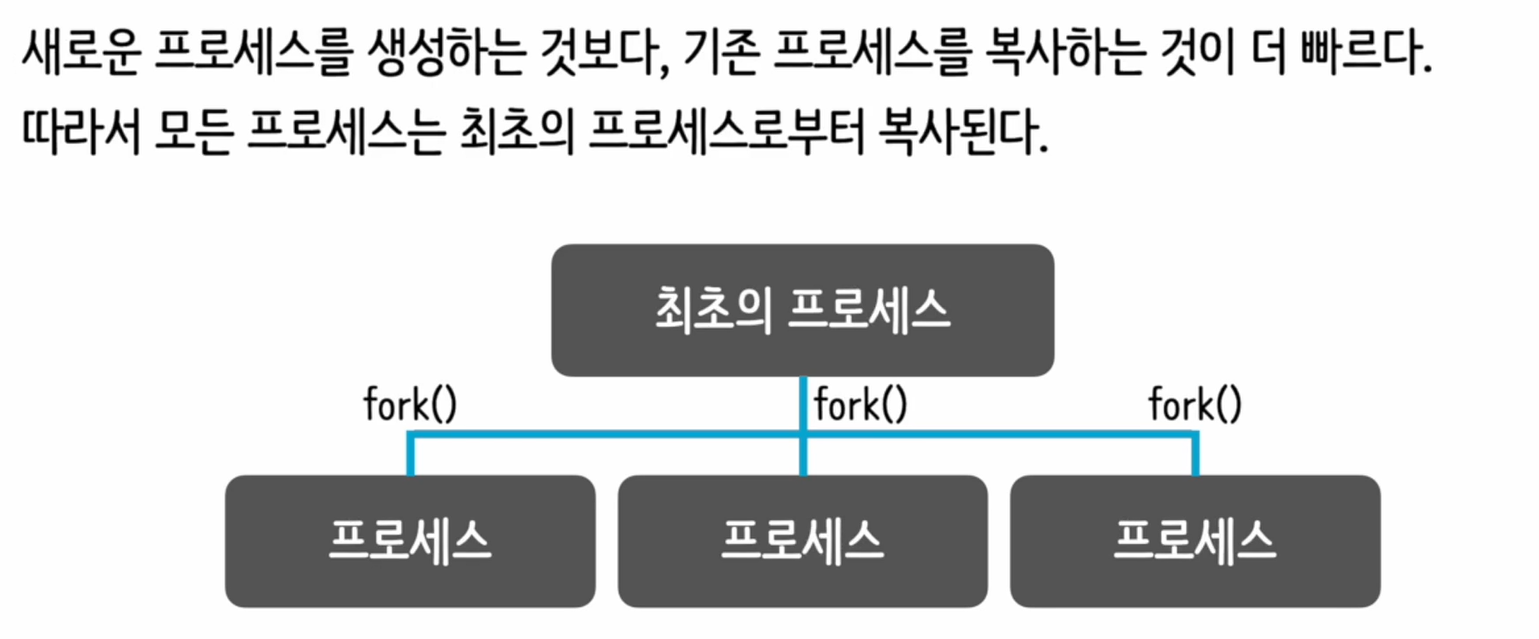 새로운 프로세스를 생성하는 것보다, 기존 프로세스를 복사하는 것이 더 빠르다.
따라서 모든 프로세스는 최초의 프로세스로부터 복사된다.
최초의 프로세스
fork() fork() fork()
프로세스 프로세스 프로세스